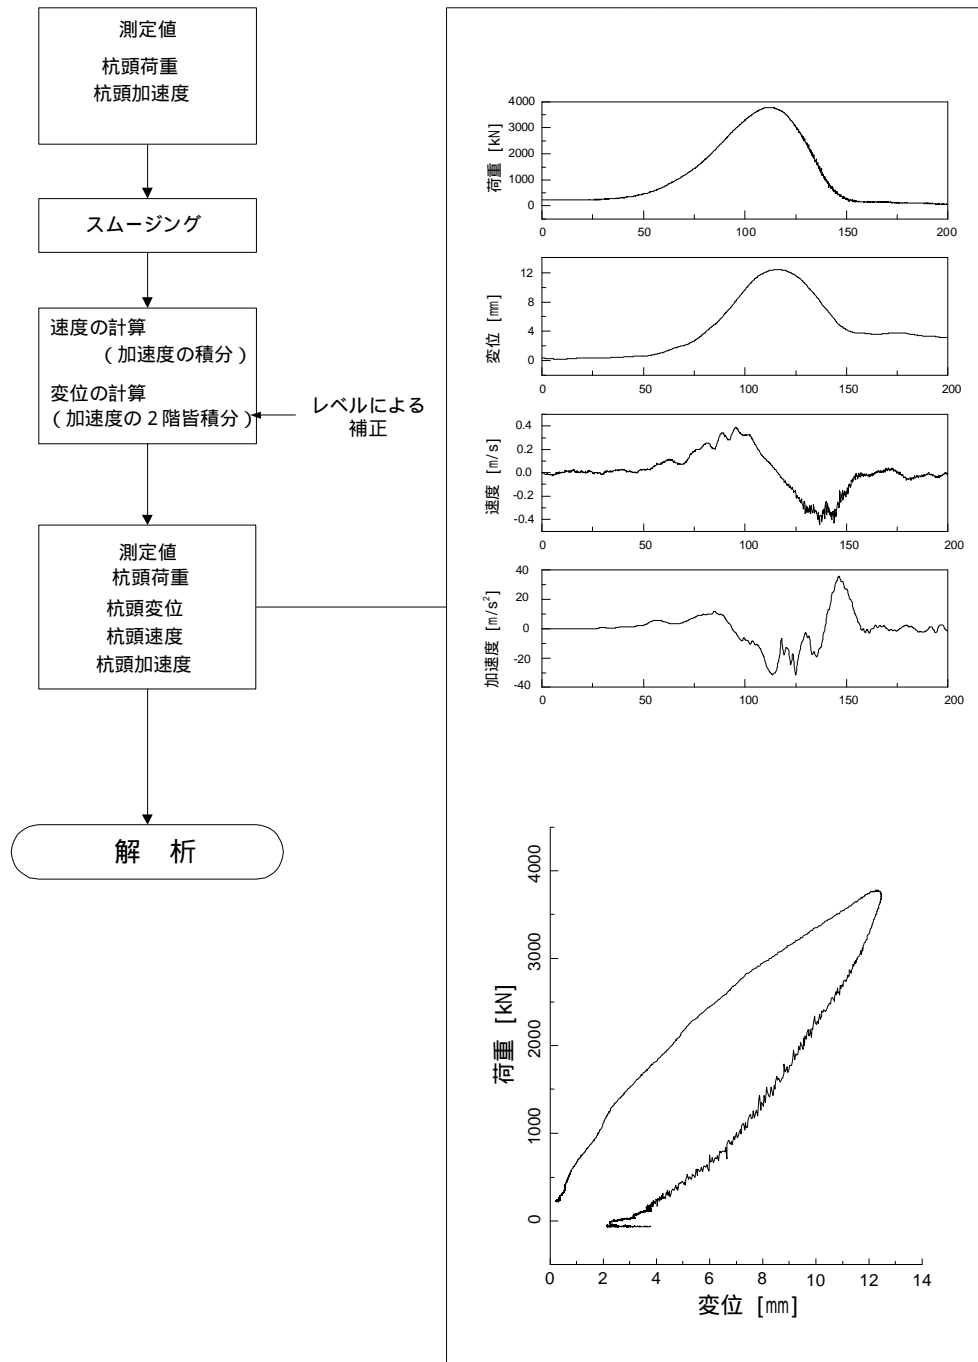 測定値
杭頭荷重
杭頭加速度
スムージング
速度の計算
(加速度の積分)
変位の計算
(加速度の2階皆積分)
レベルによる
補正
測定値
杭頭荷重
杭頭変位
杭頭速度
杭頭加速度
解 析
荷重 [kN]
4000
3000
2000
1000
0
0 50 100 150 200
変位 [㎜]
12
8
4
0
0 50 100 150 200
速度 [m/s]
0.4
0.2
0.0
-0.2
-0.4
0 50 100 150 200
加速度 [m/s²]
40
20
0
-20
-40
0 50 100 150 200
荷重 [kN]
4000
3000
2000
1000
0
0 2 4 6 8 10 12 14
変位 [㎜]